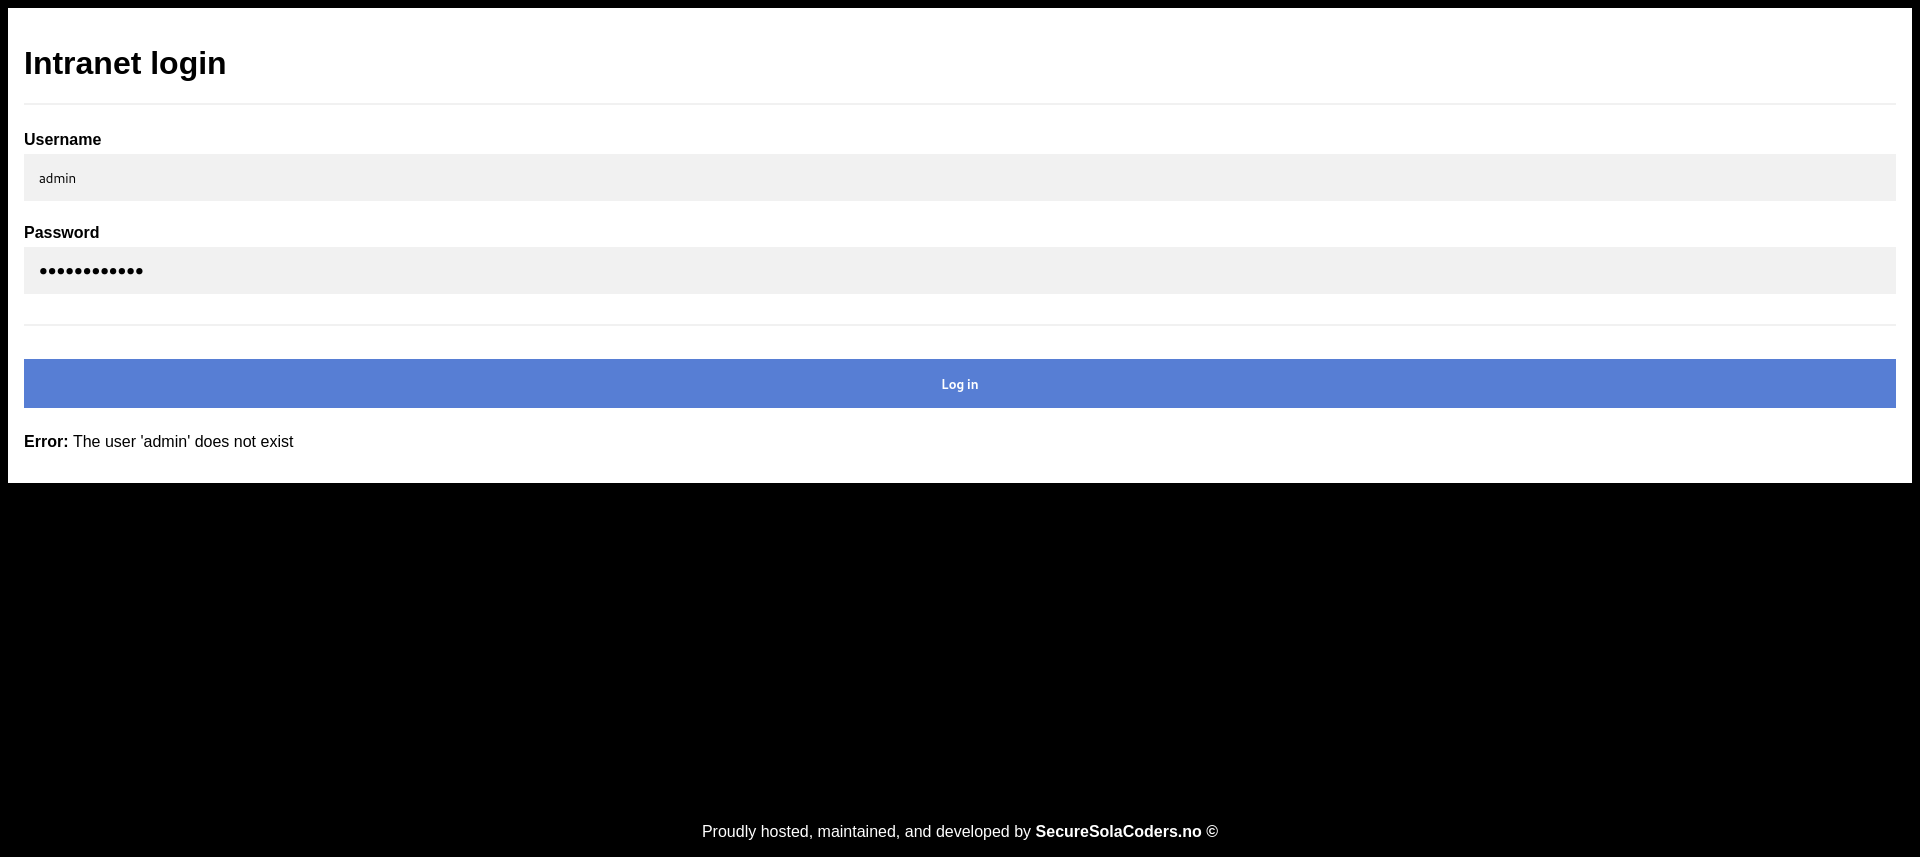 Intranet login
Username
admin
Password
●●●●●●●●●●●●
Log in
Error: The user 'admin' does not exist
Proudly hosted, maintained, and developed by SecureSolaCoders.no ©